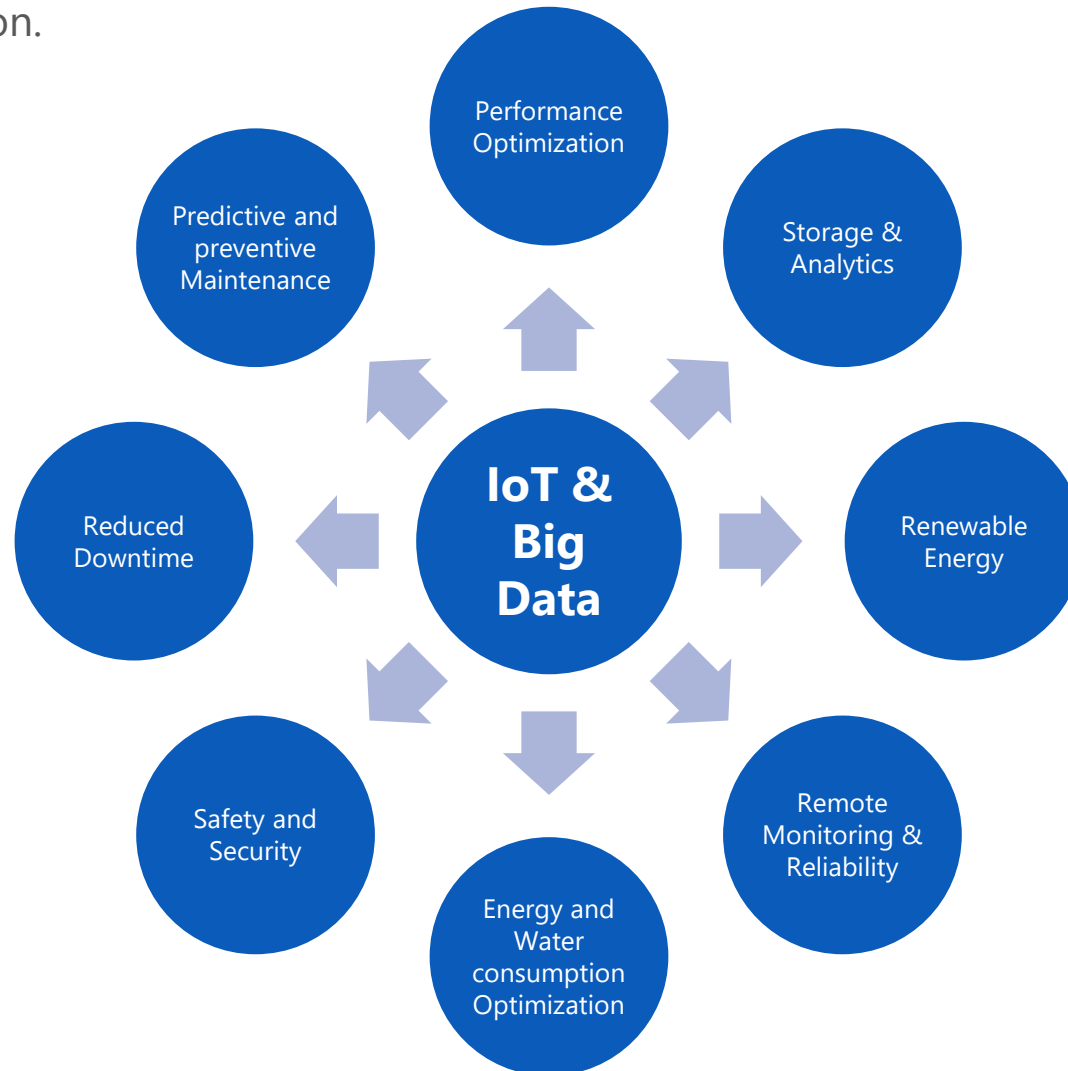 on.
Performance
Optimization
Storage &
Analytics
Renewable
Energy
Remote
Monitoring &
Reliability
Energy and
Water
consumption
Optimization
Safety and
Security
Reduced
Downtime
Predictive and
preventive
Maintenance
IoT &
Big
Data